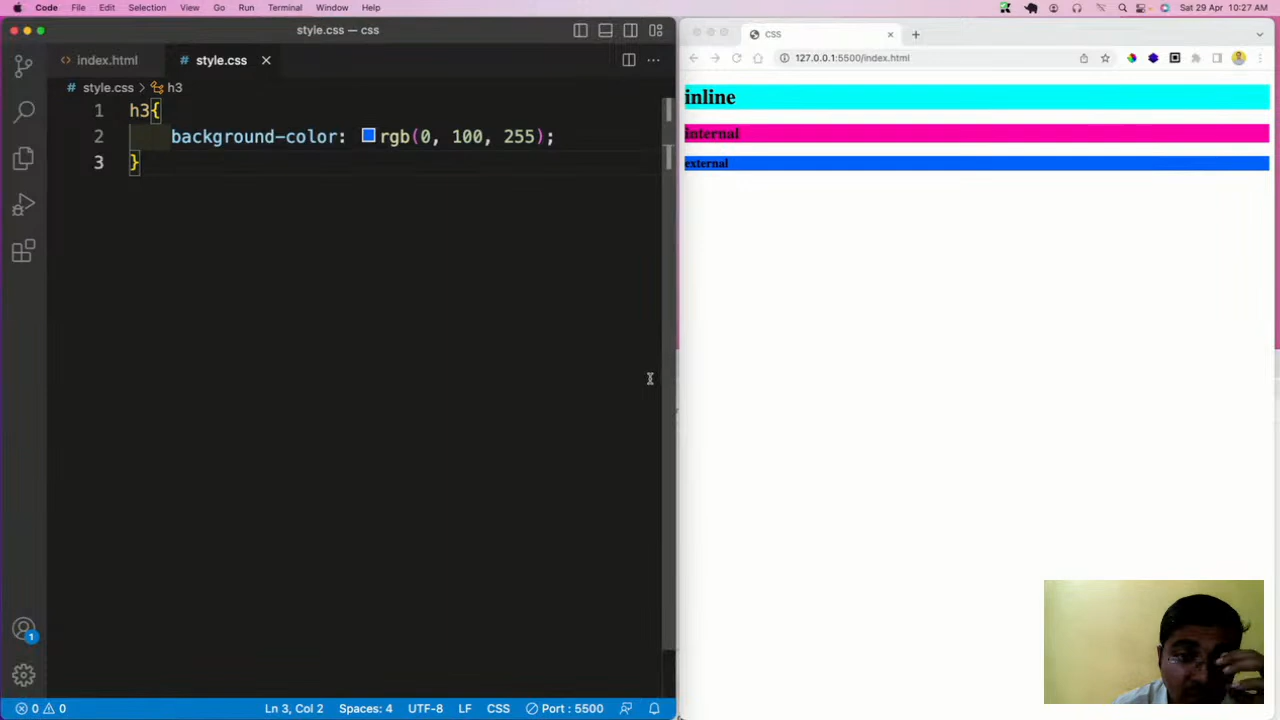 Code File Edit Selection View Go Run Terminal Window Help Sat 29 Apr 10:27 AM
style.css — css
index.html # style.css
# style.css > h3
1 h3{
2 background-color: rgb(0, 100, 255);
3 }
0 0 Ln 3, Col 2 Spaces: 4 UTF-8 LF CSS Port : 5500
1
CSS
127.0.0.1:5500/index.html
inline
internal
external